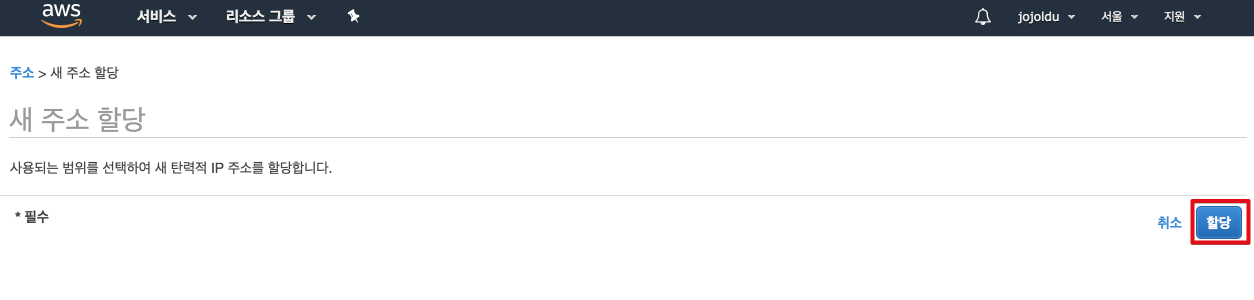 aws 서비스 리소스 그룹 jojoldu 서울 지원
주소 > 새 주소 할당
새 주소 할당
사용되는 범위를 선택하여 새 탄력적 IP 주소를 할당합니다.
* 필수
취소 할당